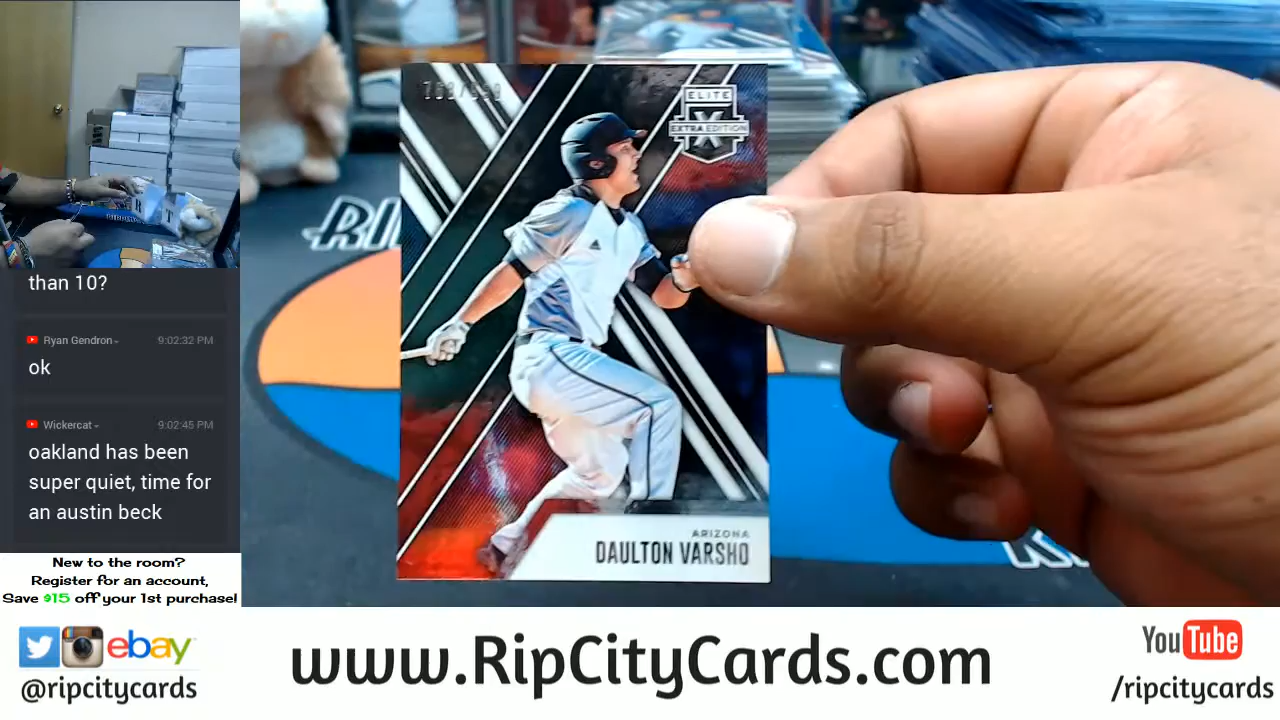 than 10?
Ryan Gendron
9:02:32 PM
ok
Wickercat
9:02:45 PM
oakland has been
super quiet, time for
an austin beck
New to the room?
Register for an account,
Save $15 off your 1st purchase!
ELITE
X
EXTRA EDITION
ARIZONA
DAULTON VARSHO
ebay
@ripcitycards
www.RipCityCards.com
YouTube
/ripcitycards